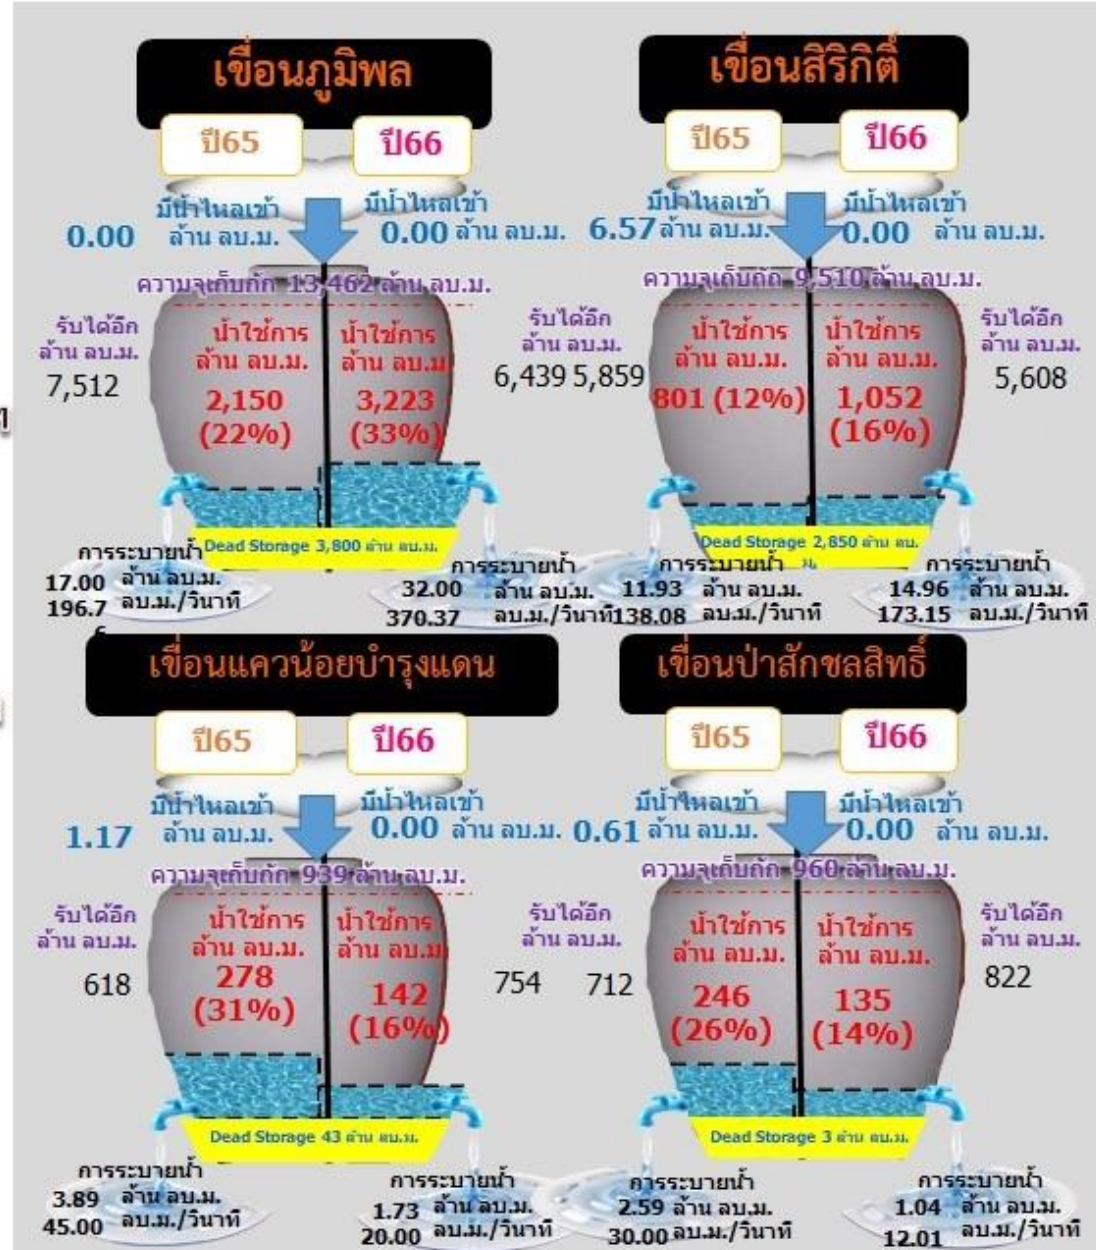 เขื่อนภูมิพล
ปี65 ปี66
มีน้ำไหลเข้า มีน้ำไหลเข้า
0.00 ล้าน ลบ.ม. 0.00 ล้าน ลบ.ม.
ความจุเก็บกัก 13,462 ล้าน ลบ.ม.
รับได้อีก
ล้าน ลบ.ม.
7,512
น้ำใช้การ
ล้าน ลบ.ม.
2,150
(22%)
น้ำใช้การ
ล้าน ลบ.ม
3,223
(33%)
รับได้อีก
ล้าน ลบ.ม.
6,439
Dead Storage 3,800 ล้าน ลบ.ม.
การระบายน้ำ
17.00 ล้าน ลบ.ม.
196.7 ลบ.ม./วินาที
6
การระบายน้ำ
32.00 ล้าน ลบ.ม.
370.37 ลบ.ม./วินาที
เขื่อนสิริกิติ์
ปี65 ปี66
มีน้ำไหลเข้า มีน้ำไหลเข้า
6.57 ล้าน ลบ.ม. 0.00 ล้าน ลบ.ม.
ความจุเก็บกัก 9,510 ล้าน ลบ.ม.
5,859
น้ำใช้การ
ล้าน ลบ.ม.
801 (12%)
น้ำใช้การ
ล้าน ลบ.ม.
1,052
(16%)
รับได้อีก
ล้าน ลบ.ม.
5,608
Dead Storage 2,850 ล้าน ลบ.
ม.
การระบายน้ำ
11.93 ล้าน ลบ.ม.
138.08 ลบ.ม./วินาที
การระบายน้ำ
14.96 ล้าน ลบ.ม.
173.15 ลบ.ม./วินาที
เขื่อนแควน้อยบำรุงแดน
ปี65 ปี66
มีน้ำไหลเข้า มีน้ำไหลเข้า
1.17 ล้าน ลบ.ม. 0.00 ล้าน ลบ.ม.
ความจุเก็บกัก 939 ล้าน ลบ.ม.
รับได้อีก
ล้าน ลบ.ม.
618
น้ำใช้การ
ล้าน ลบ.ม.
278
(31%)
น้ำใช้การ
ล้าน ลบ.ม
142
(16%)
รับได้อีก
ล้าน ลบ.ม.
754
Dead Storage 43 ล้าน ลบ.ม.
การระบายน้ำ
3.89 ล้าน ลบ.ม.
45.00 ลบ.ม./วินาที
การระบายน้ำ
1.73 ล้าน ลบ.ม.
20.00 ลบ.ม./วินาที
เขื่อนป่าสักชลสิทธิ์
ปี65 ปี66
มีน้ำไหลเข้า มีน้ำไหลเข้า
0.61 ล้าน ลบ.ม. 0.00 ล้าน ลบ.ม.
ความจุเก็บกัก 960 ล้าน ลบ.ม.
712
น้ำใช้การ
ล้าน ลบ.ม.
246
(26%)
น้ำใช้การ
ล้าน ลบ.ม.
135
(14%)
รับได้อีก
ล้าน ลบ.ม.
822
Dead Storage 3 ล้าน ลบ.ม.
การระบายน้ำ
2.59 ล้าน ลบ.ม.
30.00 ลบ.ม./วินาที
การระบายน้ำ
1.04 ล้าน ลบ.ม.
12.01 ลบ.ม./วินาที